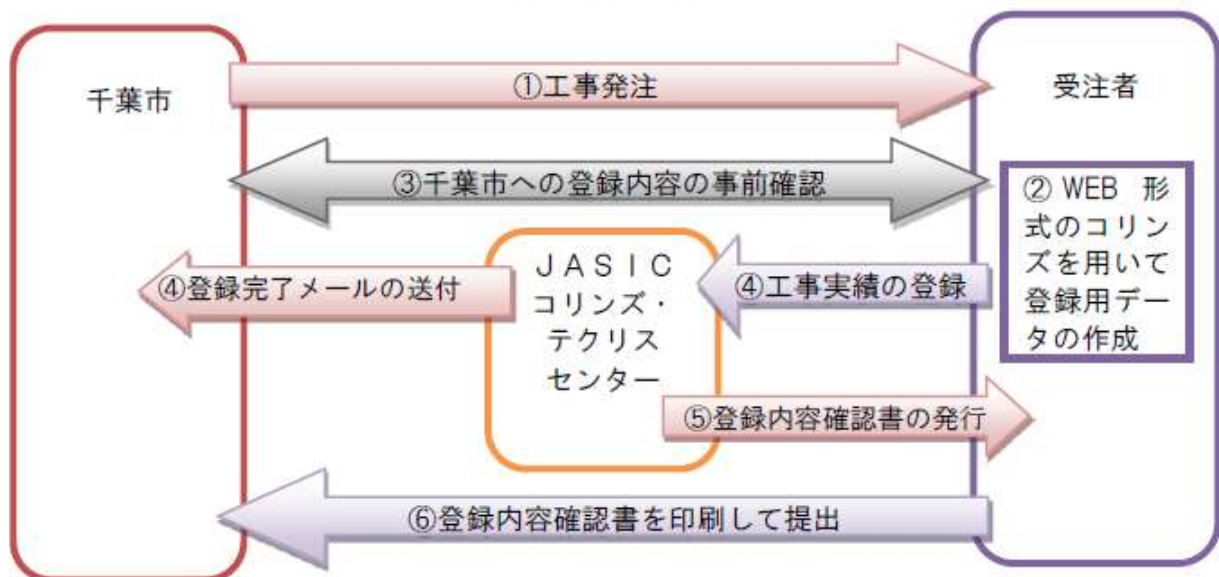 千葉市
①工事発注
受注者
③千葉市への登録内容の事前確認
② WEB 形
式のコリン
ズを用いて
登録用デー
タの作成
④登録完了メールの送付
ＪＡＳＩＣ
コリンズ・
テクリス
センター
④工事実績の登録
⑤登録内容確認書の発行
⑥登録内容確認書を印刷して提出